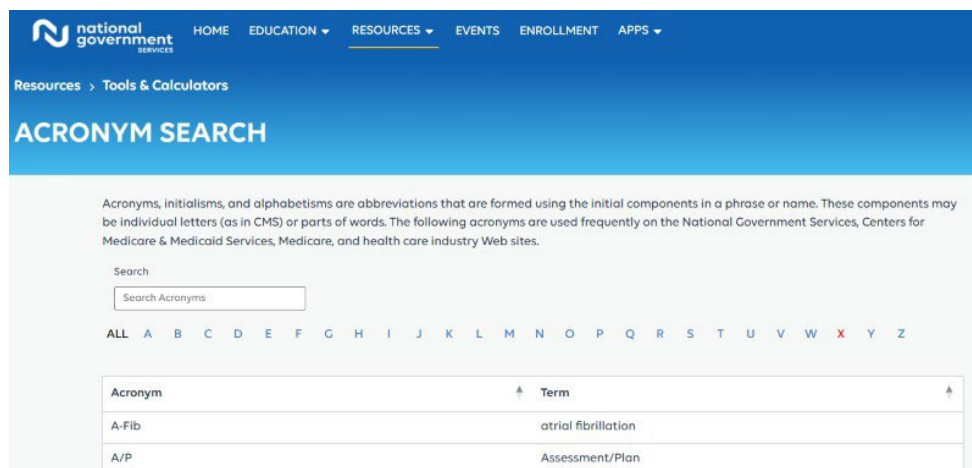 national government SERVICES
HOME EDUCATION RESOURCES EVENTS ENROLLMENT APPS
Resources > Tools & Calculators
ACRONYM SEARCH
Acronyms, initialisms, and alphabetisms are abbreviations that are formed using the initial components in a phrase or name. These components may
be individual letters (as in CMS) or parts of words. The following acronyms are used frequently on the National Government Services, Centers for
Medicare & Medicaid Services, Medicare, and health care industry Web sites.
Search
Search Acronyms
ALL A B C D E F G H I J K L M N O P Q R S T U V W X Y Z
Acronym Term
A-Fib atrial fibrillation
A/P Assessment/Plan